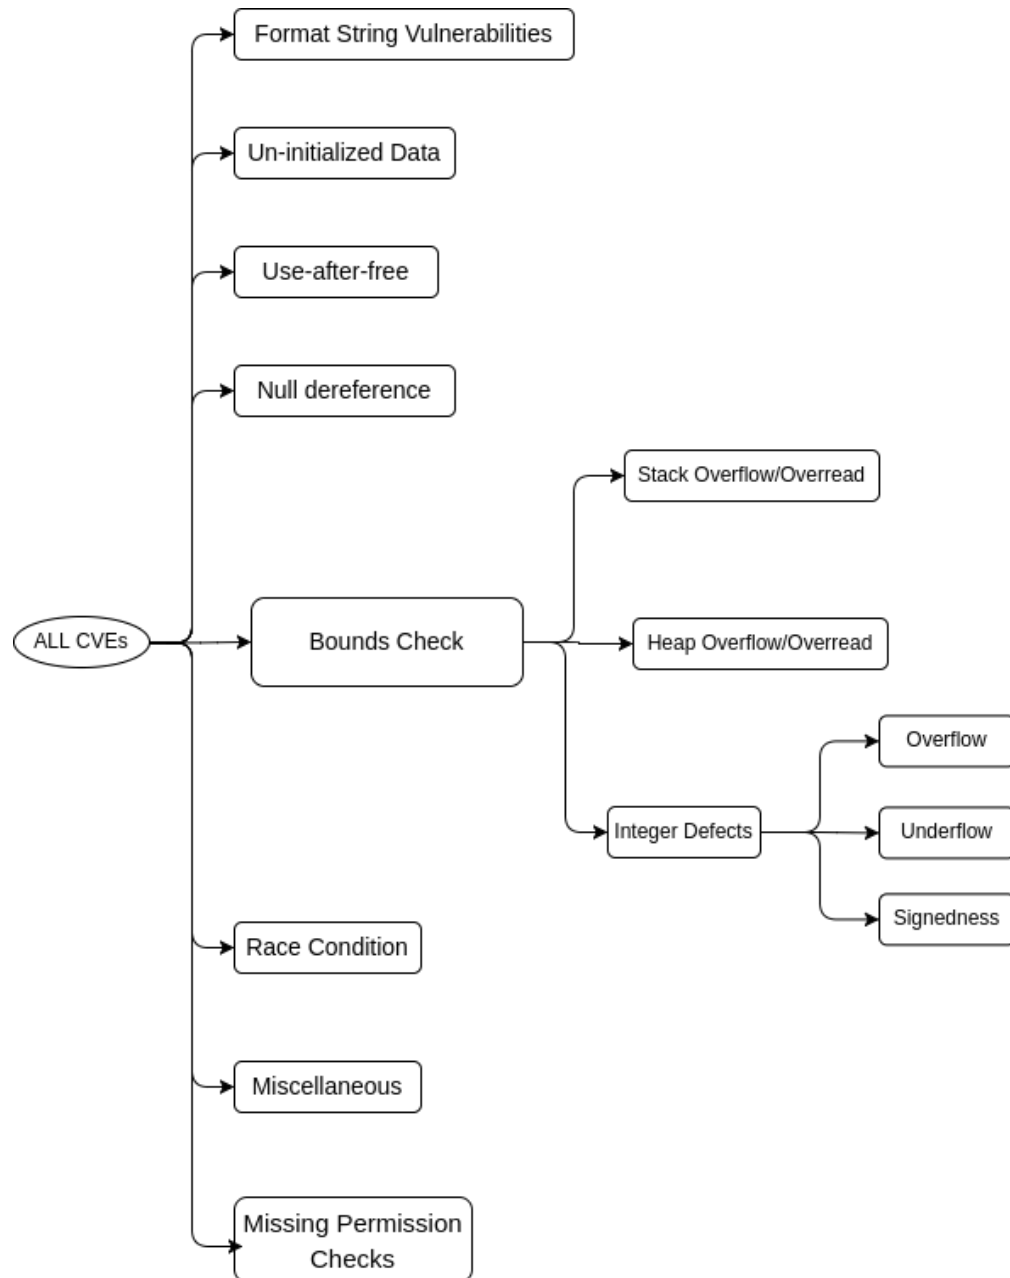 Format String Vulnerabilities
Un-initialized Data
Use-after-free
Null dereference
Stack Overflow/Overread
ALL CVEs
Bounds Check
Heap Overflow/Overread
Overflow
Integer Defects
Underflow
Signedness
Race Condition
Miscellaneous
Missing Permission
Checks